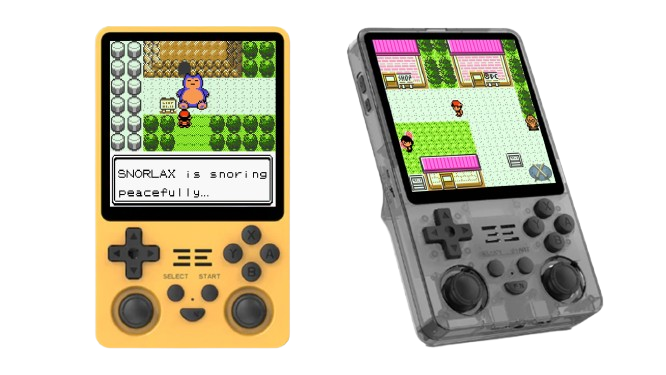 SNORLAX is snoring
peacefully...
SELECT START
X
Y
A
B
SHOP